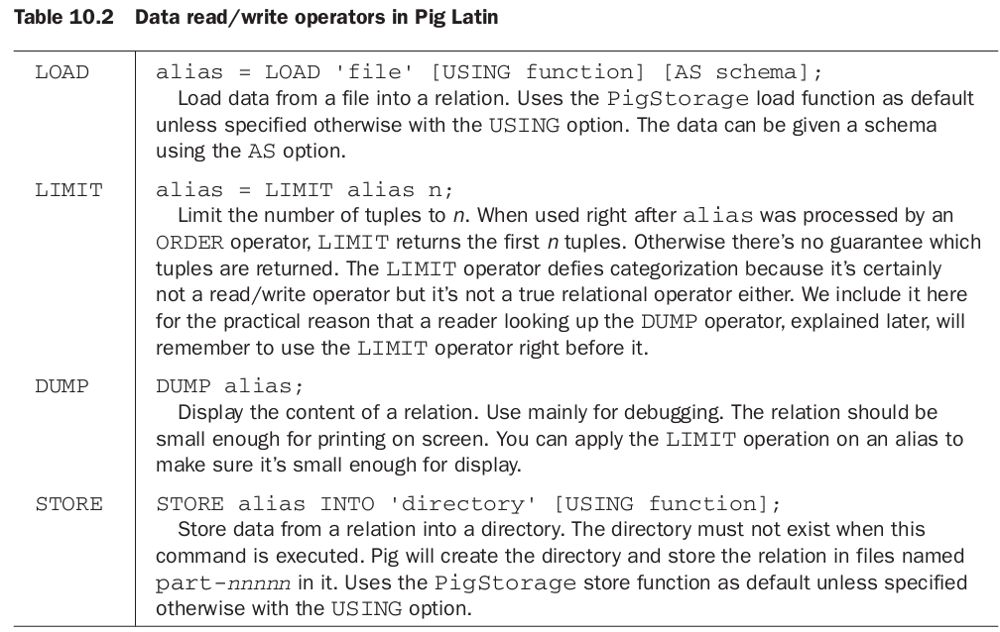 Table 10.2 Data read/write operators in Pig Latin
LOAD alias = LOAD 'file' [USING function] [AS schema];
Load data from a file into a relation. Uses the PigStorage load function as default
unless specified otherwise with the USING option. The data can be given a schema
using the AS option.
LIMIT alias = LIMIT alias n;
Limit the number of tuples to n. When used right after alias was processed by an
ORDER operator, LIMIT returns the first n tuples. Otherwise there's no guarantee which
tuples are returned. The LIMIT operator defies categorization because it's certainly
not a read/write operator but it's not a true relational operator either. We include it here
for the practical reason that a reader looking up the DUMP operator, explained later, will
remember to use the LIMIT operator right before it.
DUMP DUMP alias;
Display the content of a relation. Use mainly for debugging. The relation should be
small enough for printing on screen. You can apply the LIMIT operation on an alias to
make sure it's small enough for display.
STORE STORE alias INTO 'directory' [USING function];
Store data from a relation into a directory. The directory must not exist when this
command is executed. Pig will create the directory and store the relation in files named
part-nnnnn in it. Uses the PigStorage store function as default unless specified
otherwise with the USING option.